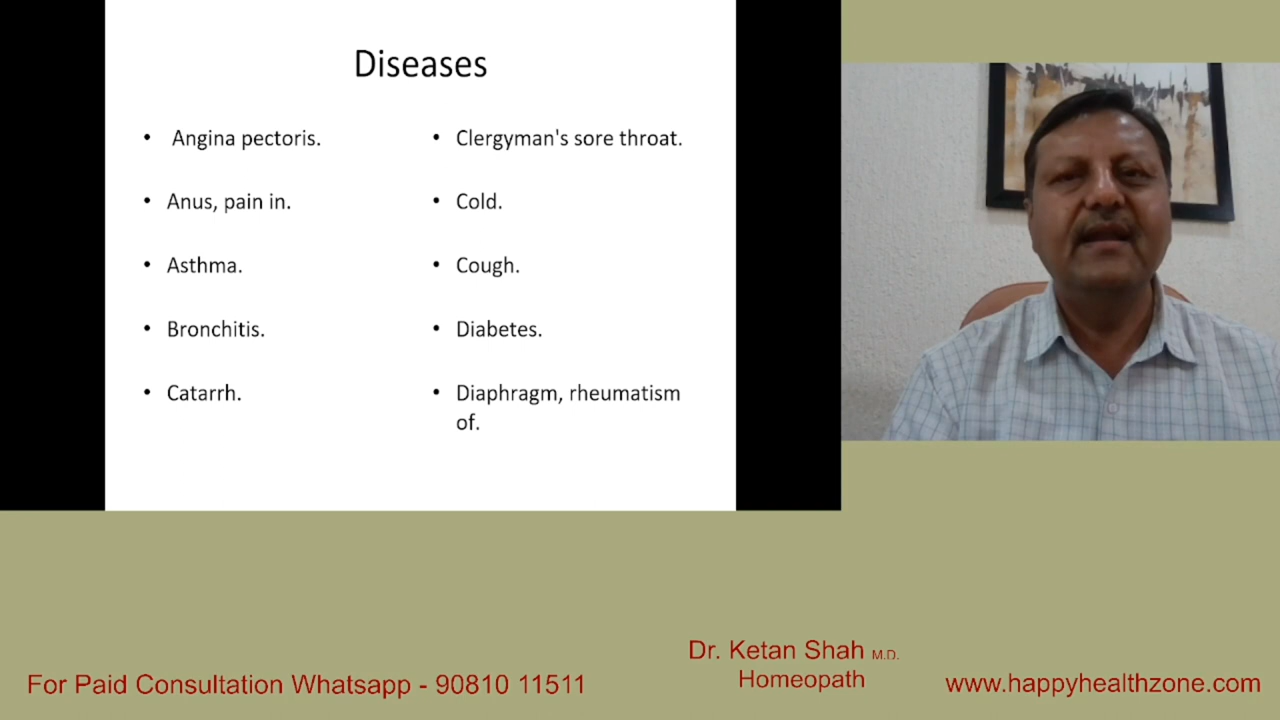 Diseases
• Angina pectoris.
• Anus, pain in.
• Asthma.
• Bronchitis.
• Catarrh.
• Clergyman's sore throat.
• Cold.
• Cough.
• Diabetes.
• Diaphragm, rheumatism
of.
Dr. Ketan Shah M.D.
Homeopath
For Paid Consultation Whatsapp - 90810 11511
www.happyhealthzone.com